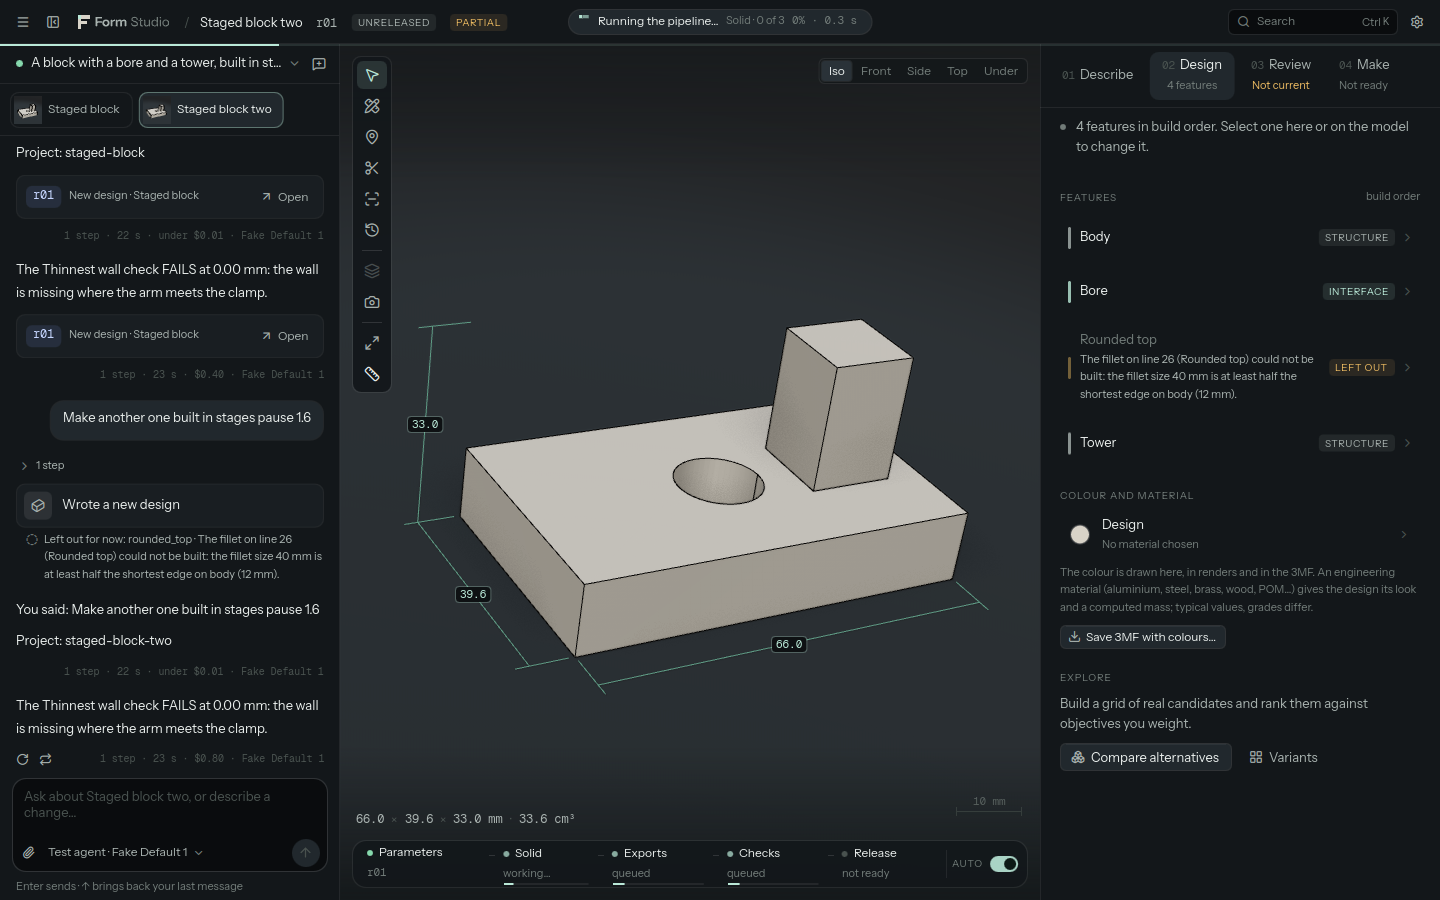 Form Studio / Staged block two r01 UNRELEASED PARTIAL
Running the pipeline... Solid · 0 of 3 0% · 0.3 s
Search Ctrl K
A block with a bore and a tower, built in st...
Staged block
Staged block two
Project: staged-block
r01 New design · Staged block Open
1 step · 22 s · under $0.01 · Fake Default 1
The Thinnest wall check FAILS at 0.00 mm: the wall
is missing where the arm meets the clamp.
r01 New design · Staged block Open
1 step · 23 s · $0.40 · Fake Default 1
Make another one built in stages pause 1.6
1 step
Wrote a new design
Left out for now: rounded_top · The fillet on line 26
(Rounded top) could not be built: the fillet size 40 mm is
at least half the shortest edge on body (12 mm).
You said: Make another one built in stages pause 1.6
Project: staged-block-two
1 step · 22 s · under $0.01 · Fake Default 1
The Thinnest wall check FAILS at 0.00 mm: the wall
is missing where the arm meets the clamp.
1 step · 23 s · $0.80 · Fake Default 1
Ask about Staged block two, or describe a
change...
Test agent · Fake Default 1
Enter sends · ↑ brings back your last message
Iso Front Side Top Under
33.0
39.6
66.0
10 mm
66.0 × 39.6 × 33.0 mm · 33.6 cm³
Parameters
r01
Solid
working...
Exports
queued
Checks
queued
Release
not ready
AUTO
01 Describe
02 Design
4 features
03 Review
Not current
04 Make
Not ready
4 features in build order. Select one here or on the model
to change it.
FEATURES build order
Body STRUCTURE
Bore INTERFACE
Rounded top
The fillet on line 26 (Rounded top) could not be
built: the fillet size 40 mm is at least half the
shortest edge on body (12 mm).
LEFT OUT
Tower STRUCTURE
COLOUR AND MATERIAL
Design
No material chosen
The colour is drawn here, in renders and in the 3MF. An engineering
material (aluminium, steel, brass, wood, POM...) gives the design its look
and a computed mass; typical values, grades differ.
Save 3MF with colours...
EXPLORE
Build a grid of real candidates and rank them against
objectives you weight.
Compare alternatives
Variants